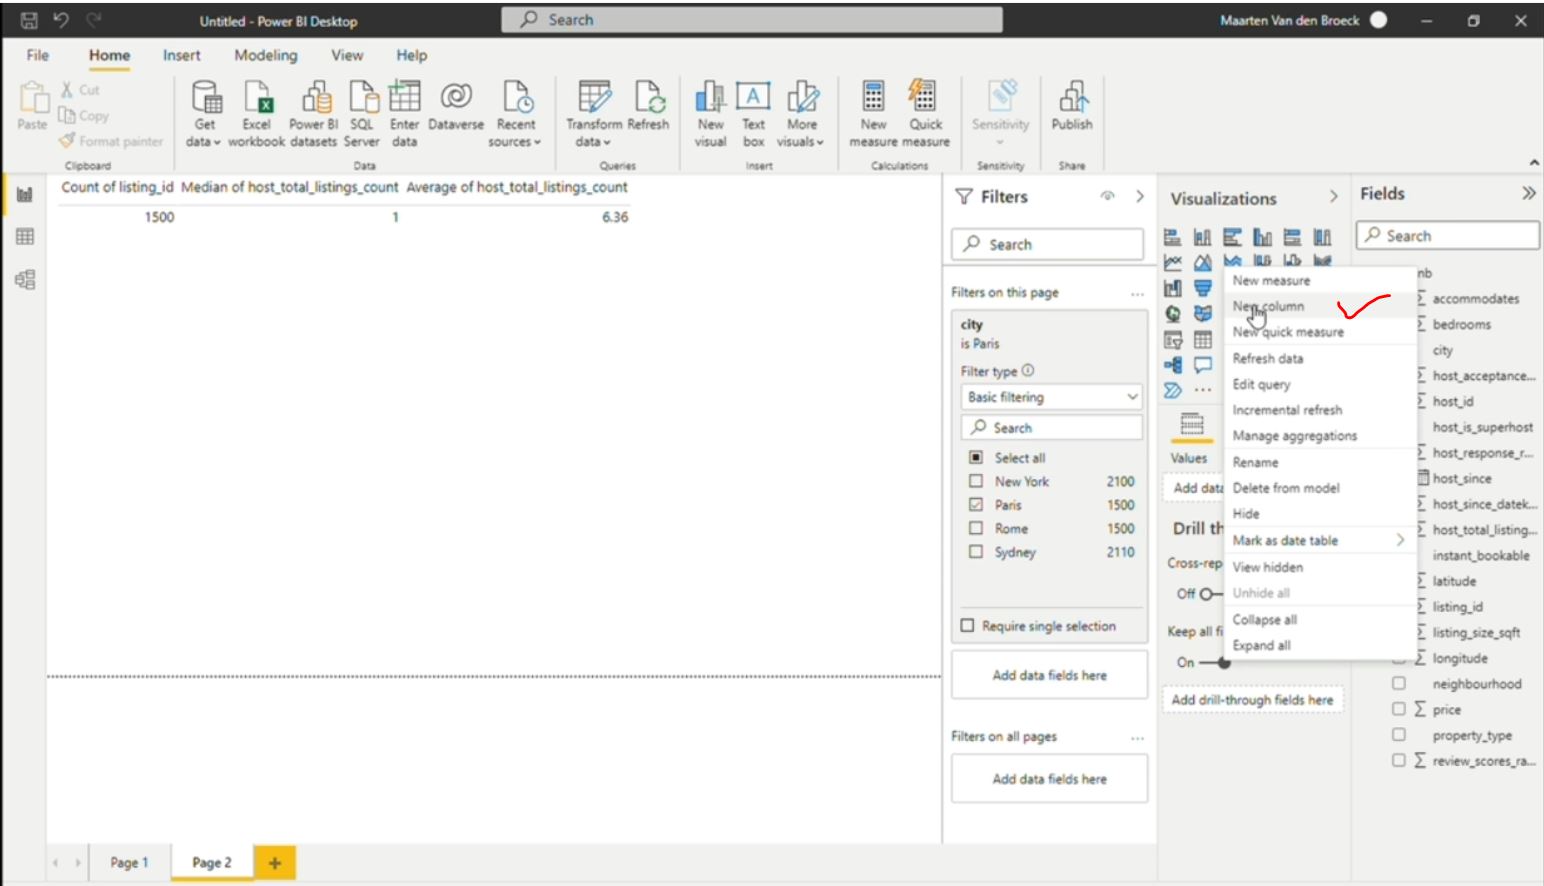 Untitled - Power BI Desktop
Search
Maarten Van den Broeck
File Home Insert Modeling View Help
Paste
Cut
Copy
Format painter
Clipboard
Get data
Excel workbook
Power BI datasets
SQL Server
Enter data
Dataverse
Recent sources
Data
Transform data
Refresh
Queries
New visual
Text box
More visuals
Insert
New measure
Quick measure
Calculations
Sensitivity
Sensitivity
Publish
Share
Count of listing_id Median of host_total_listings_count Average of host_total_listings_count
1500 1 6.36
Filters
Search
Filters on this page
...
city
is Paris
Filter type
Basic filtering
Search
Select all
New York 2100
Paris 1500
Rome 1500
Sydney 2110
Require single selection
Add data fields here
Filters on all pages
...
Add data fields here
Visualizations
...
Values
Add data
Drill th
Cross-rep
Off
Keep all fi
On
Add drill-through fields here
New measure
New column
New quick measure
Refresh data
Edit query
Incremental refresh
Manage aggregations
Rename
Delete from model
Hide
Mark as date table
View hidden
Unhide all
Collapse all
Expand all
Fields
Search
nb
accommodates
bedrooms
city
host_acceptance...
host_id
host_is_superhost
host_response_r...
host_since
host_since_datek...
host_total_listing...
instant_bookable
latitude
listing_id
listing_size_sqft
longitude
neighbourhood
Σ price
property_type
Σ review_scores_ra...
Page 1
Page 2
+